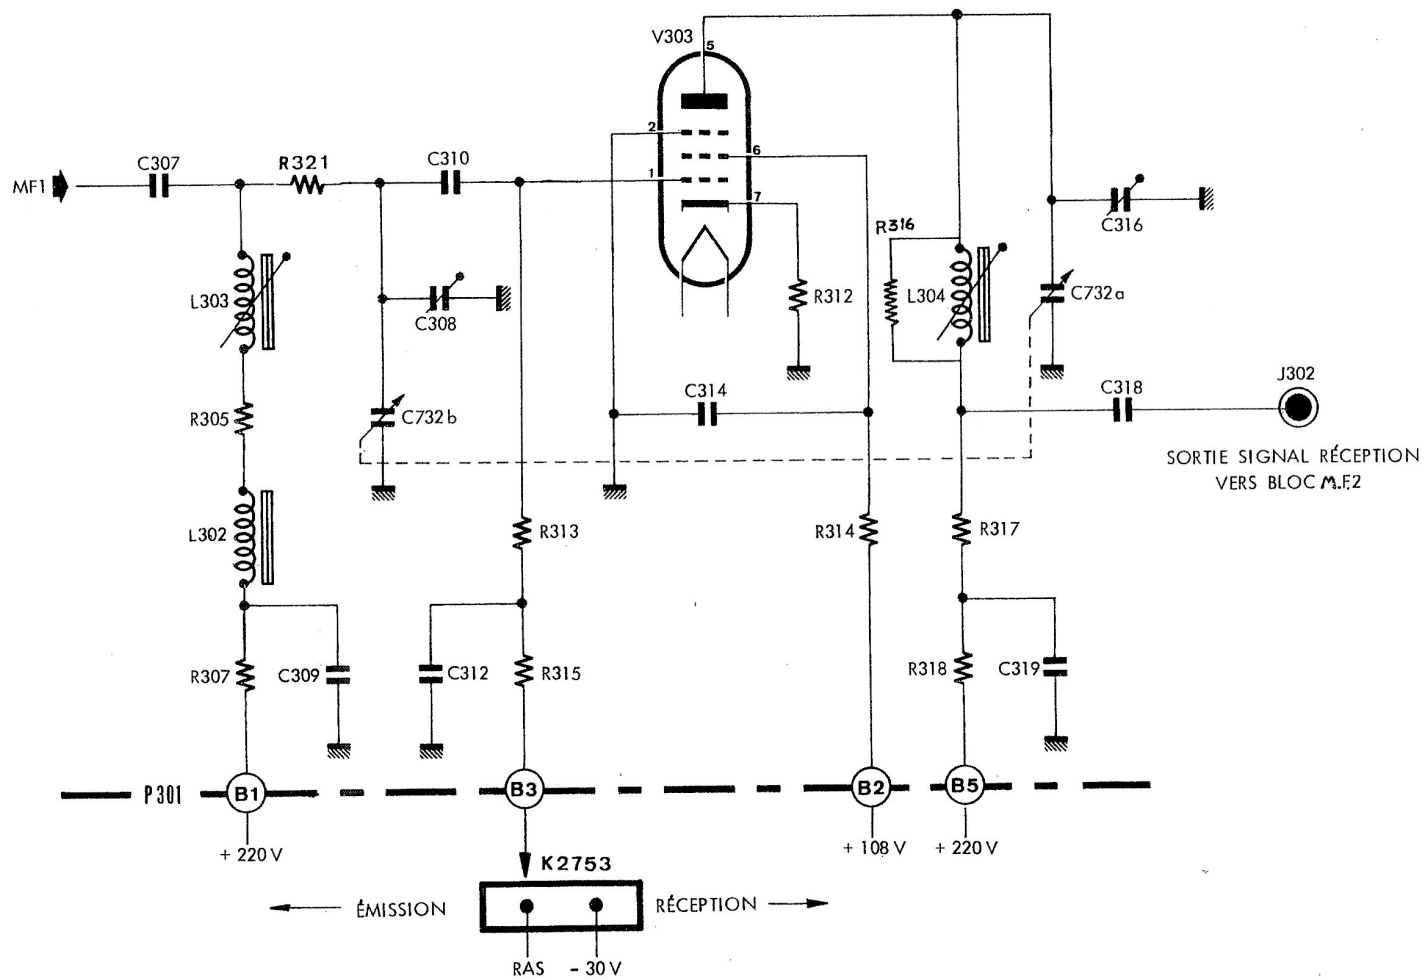 V303
5
2
6
1
7
MF1
C307
R321
C310
C316
R316
L303
C308
R312
L304
C732a
R305
C732b
C314
C318
J302
SORTIE SIGNAL RÉCEPTION
VERS BLOC M.F.2
L302
R313
R314
R317
R307
C309
C312
R315
R318
C319
P301
B1
B3
B2
B5
+ 220 V
+ 108 V
+ 220 V
K2753
ÉMISSION
RÉCEPTION
RAS
- 30 V